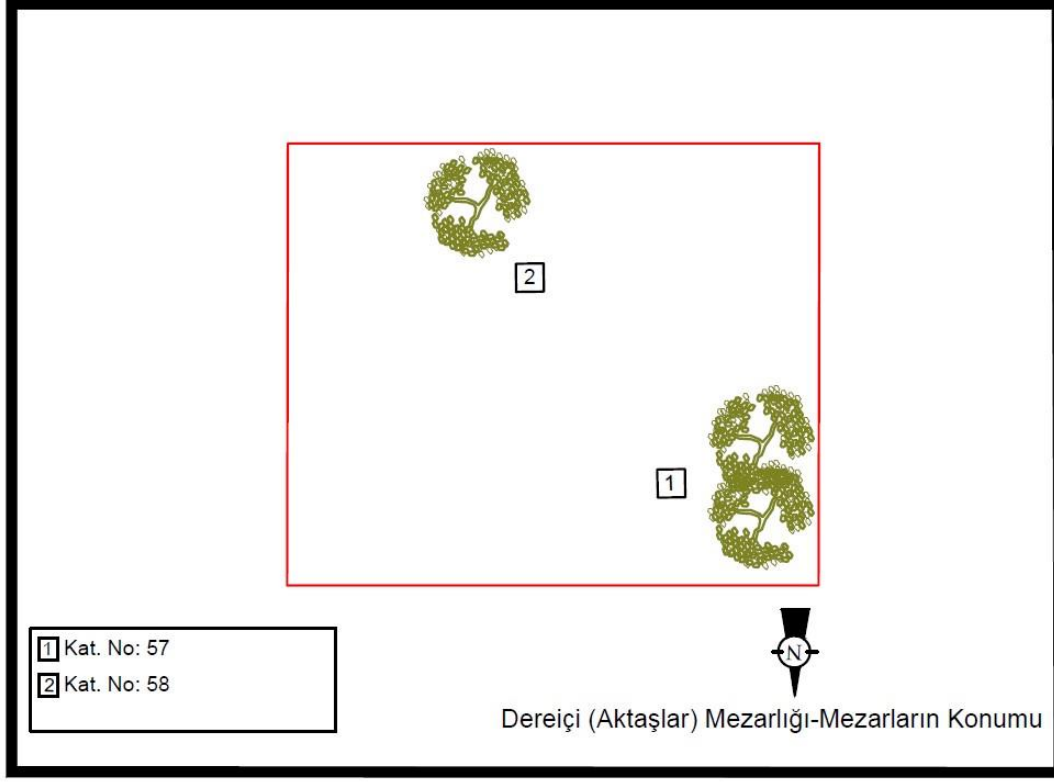 2
1
N
1 Kat. No: 57
2 Kat. No: 58
Dereiçi (Aktaşlar) Mezarlığı-Mezarların Konumu